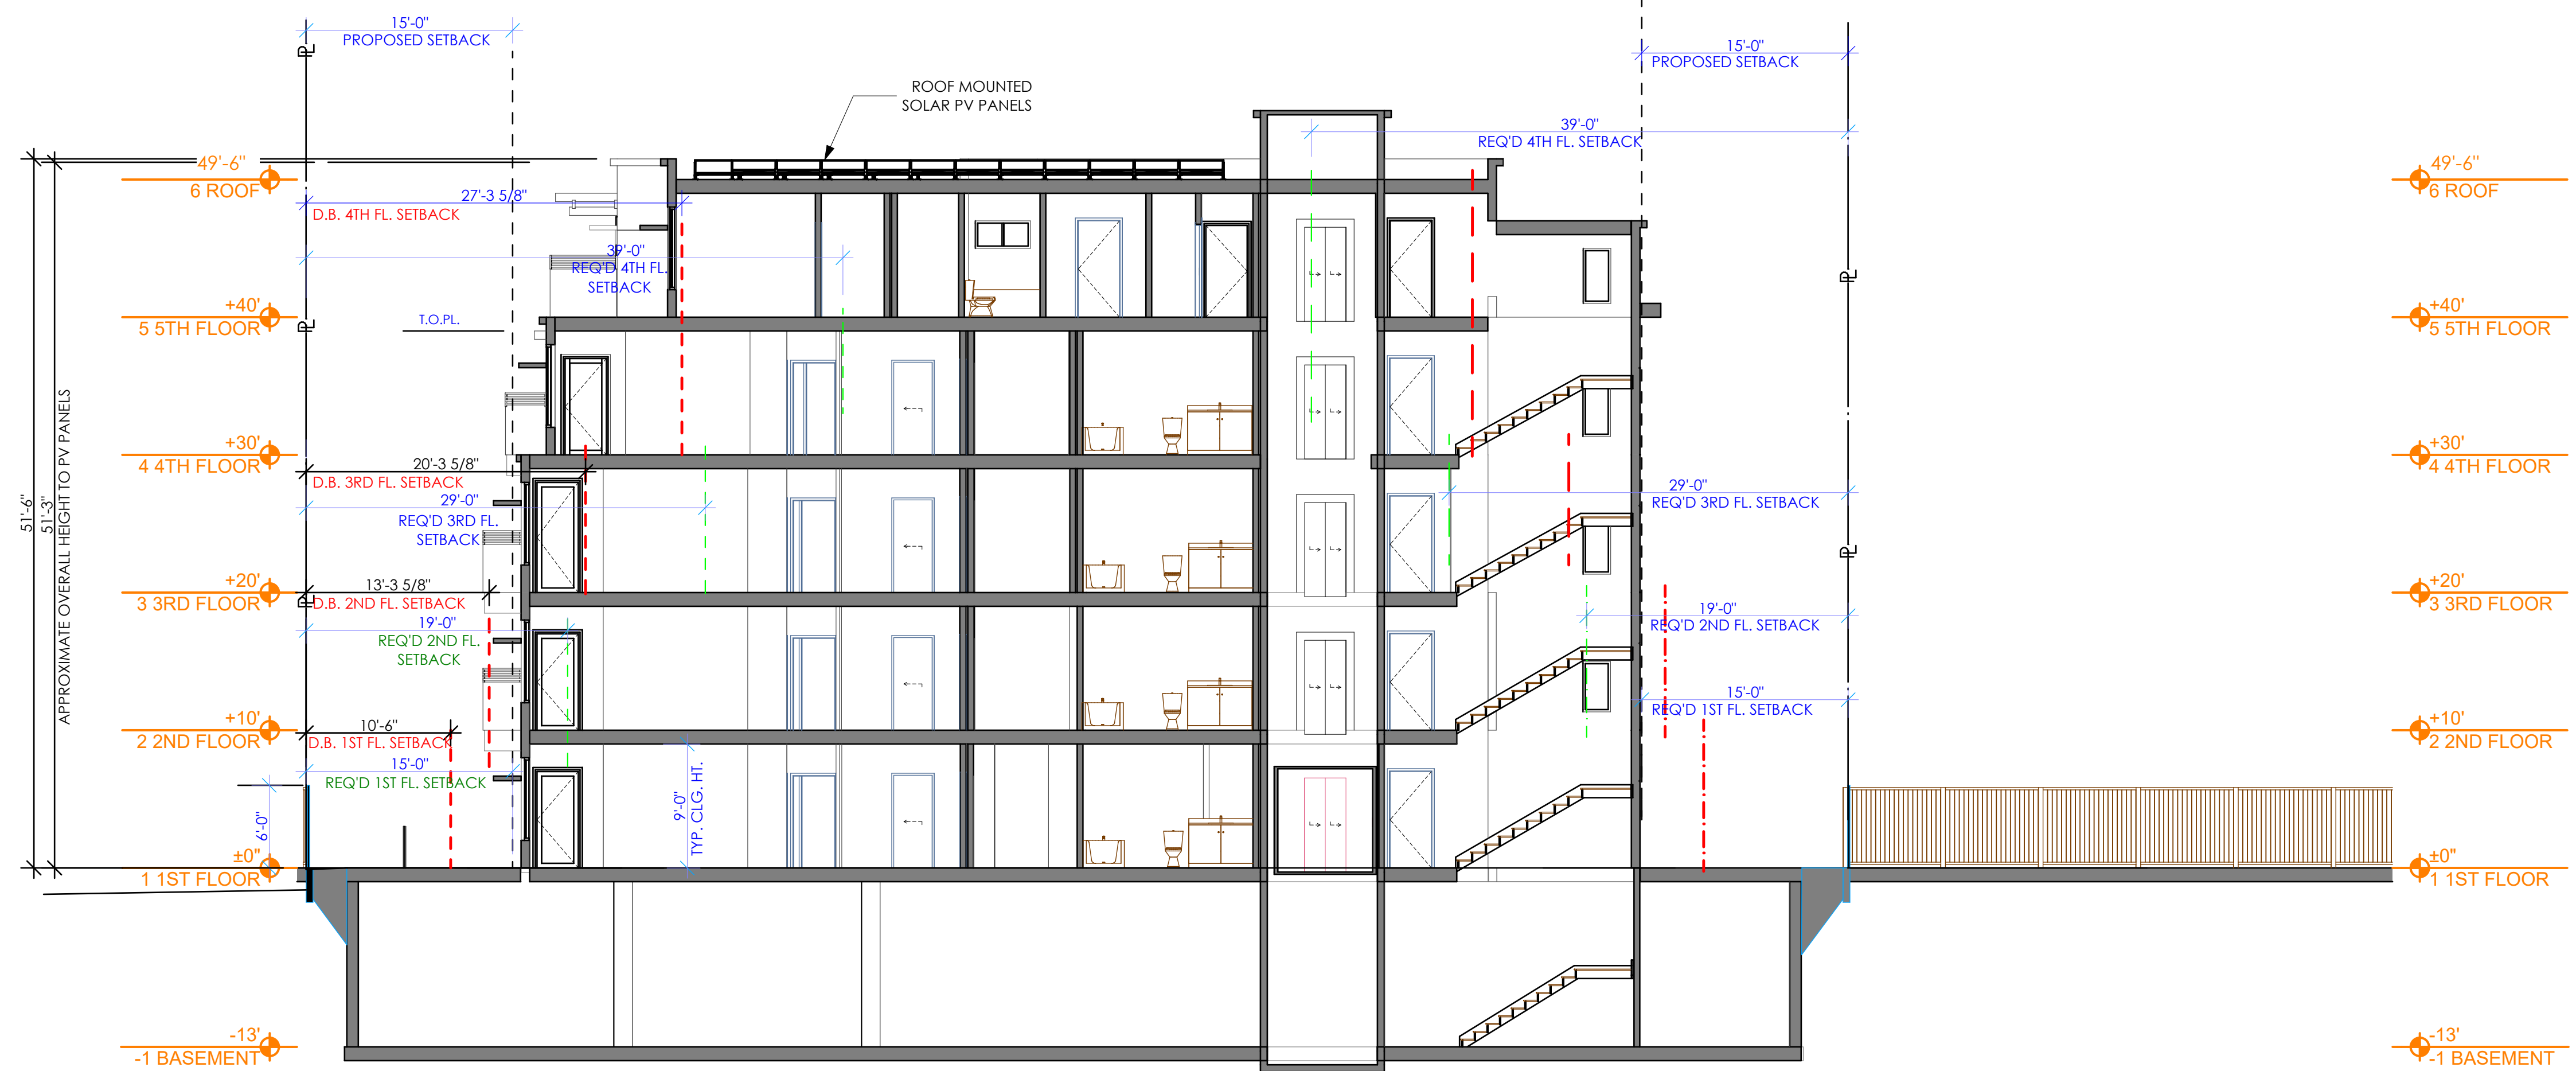 15'-0"
PROPOSED SETBACK
15'-0"
PROPOSED SETBACK
ROOF MOUNTED
SOLAR PV PANELS
39'-0"
REQ'D 4TH FL. SETBACK
49'-6"
6 ROOF
49'-6"
6 ROOF
27'-3 5/8"
D.B. 4TH FL. SETBACK
39'-0"
REQ'D 4TH FL.
SETBACK
PL
PL
PL
PL
PL
+40'
5 5TH FLOOR
T.O.PL.
+40'
5 5TH FLOOR
51'-6"
51'-3"
APPROXIMATE OVERALL HEIGHT TO PV PANELS
+30'
4 4TH FLOOR
+30'
4 4TH FLOOR
20'-3 5/8"
D.B. 3RD FL. SETBACK
29'-0"
REQ'D 3RD FL.
SETBACK
29'-0"
REQ'D 3RD FL. SETBACK
+20'
3 3RD FLOOR
13'-3 5/8"
D.B. 2ND FL. SETBACK
+20'
3 3RD FLOOR
19'-0"
REQ'D 2ND FL.
SETBACK
19'-0"
REQ'D 2ND FL. SETBACK
15'-0"
REQ'D 1ST FL. SETBACK
+10'
2 2ND FLOOR
10'-6"
D.B. 1ST FL. SETBACK
+10'
2 2ND FLOOR
15'-0"
REQ'D 1ST FL. SETBACK
9'-0"
TYP. CLG. HT.
6'-0"
±0"
1 1ST FLOOR
±0"
1 1ST FLOOR
-13'
-1 BASEMENT
-13'
-1 BASEMENT